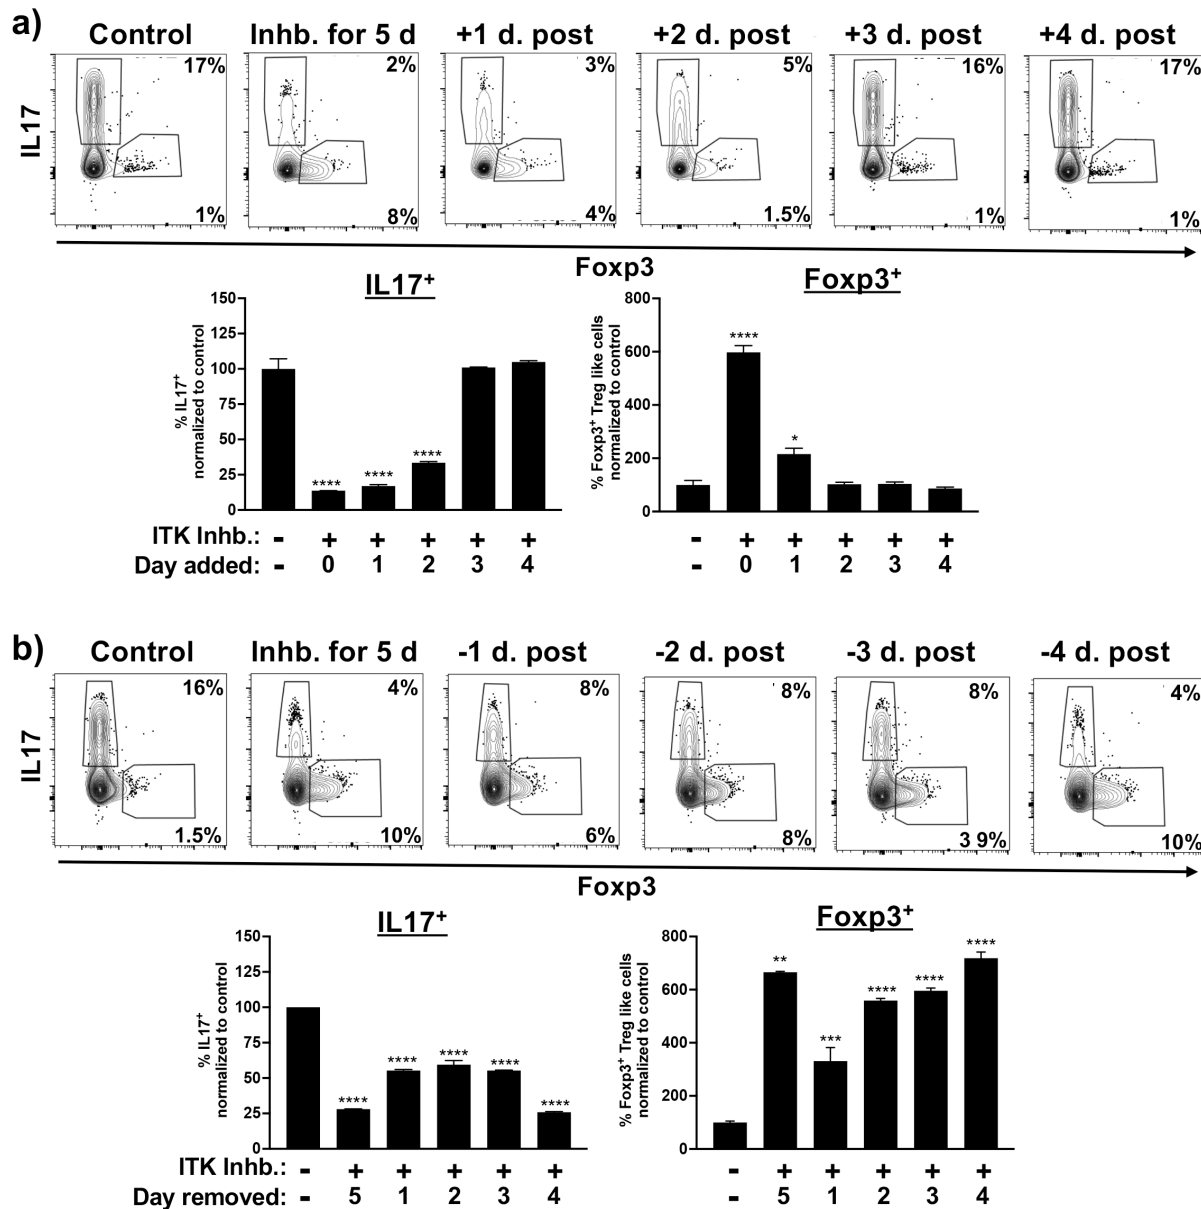 a)
Control Inhb. for 5 d +1 d. post +2 d. post +3 d. post +4 d. post
17% 2% 3% 5% 16% 17%
IL17
1% 8% 4% 1.5% 1% 1%
Foxp3
IL17+
Foxp3+
% IL17+
normalized to control
150
125
100
75
50
25
0
**** **** ****
% Foxp3+ Treg like cells
normalized to control
800
600
400
200
0
**** *
ITK Inhb.: - + + + + + - + + + + +
Day added: - 0 1 2 3 4 - 0 1 2 3 4
b)
Control Inhb. for 5 d -1 d. post -2 d. post -3 d. post -4 d. post
16% 4% 8% 8% 8% 4%
IL17
1.5% 10% 6% 8% 3 9% 10%
Foxp3
IL17+
Foxp3+
% IL17+
normalized to control
150
125
100
75
50
25
0
**** **** **** **** ****
% Foxp3+ Treg like cells
normalized to control
800
600
400
200
0
** *** **** **** ****
ITK Inhb.: - + + + + + - + + + + +
Day removed: - 5 1 2 3 4 - 5 1 2 3 4